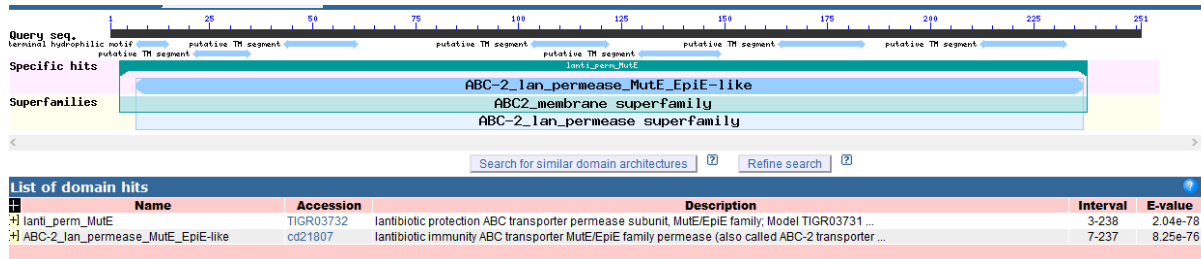 1 25 50 75 100 125 150 175 200 225 251
Query seq.
terminal hydrophilic motif putative TM segment putative TM segment putative TM segment putative TM segment
putative TM segment putative TM segment
Specific hits
lanti_perm_MutE
ABC-2_lan_permease_MutE_EpiE-like
Superfamilies
ABC2_membrane superfamily
ABC-2_lan_permease superfamily
Search for similar domain architectures ? Refine search ?
List of domain hits ?
+ Name Accession Description Interval E-value
[+] lanti_perm_MutE TIGR03732 lantibiotic protection ABC transporter permease subunit, MutE/EpiE family; Model TIGR03731 ... 3-238 2.04e-78
[+] ABC-2_lan_permease_MutE_EpiE-like cd21807 lantibiotic immunity ABC transporter MutE/EpiE family permease (also called ABC-2 transporter ... 7-237 8.25e-76